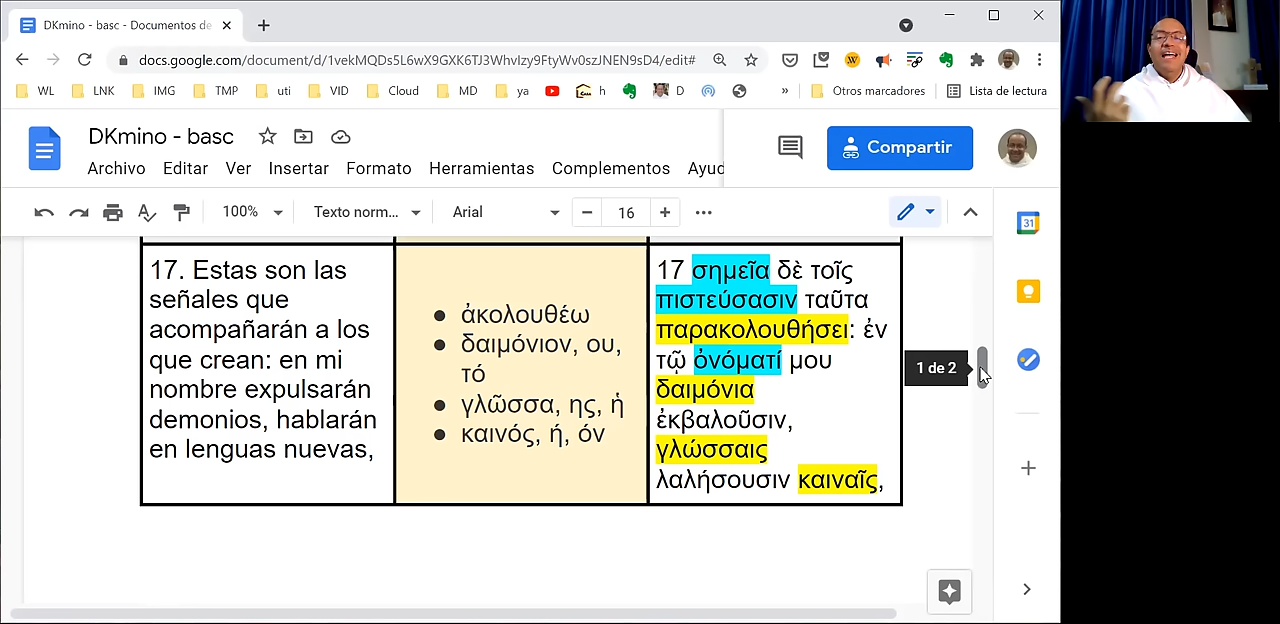 DKmino - basc - Documentos de
docs.google.com/document/d/1vekMQDs5L6wX9GXK6TJ3WhvIzy9FtyWv0szJNEN9sD4/edit#
WL LNK IMG TMP uti VID Cloud MD ya h D » Otros marcadores Lista de lectura
DKmino - basc
Compartir
Archivo Editar Ver Insertar Formato Herramientas Complementos Ayud
100% Texto norm... Arial − 16 + 
31
17. Estas son las
señales que
acompañarán a los
que crean: en mi
nombre expulsarán
demonios, hablarán
en lenguas nuevas,
● ἀκολουθέω
● δαιμόνιον, ου,
τό
● γλῶσσα, ης, ἡ
● καινός, ή, όν
17 σημεῖα δὲ τοῖς
πιστεύσασιν ταῦτα
παρακολουθήσει: ἐν
τῷ ὀνόματί μου
δαιμόνια
ἐκβαλοῦσιν,
γλώσσαις
λαλήσουσιν καιναῖς,
1 de 2